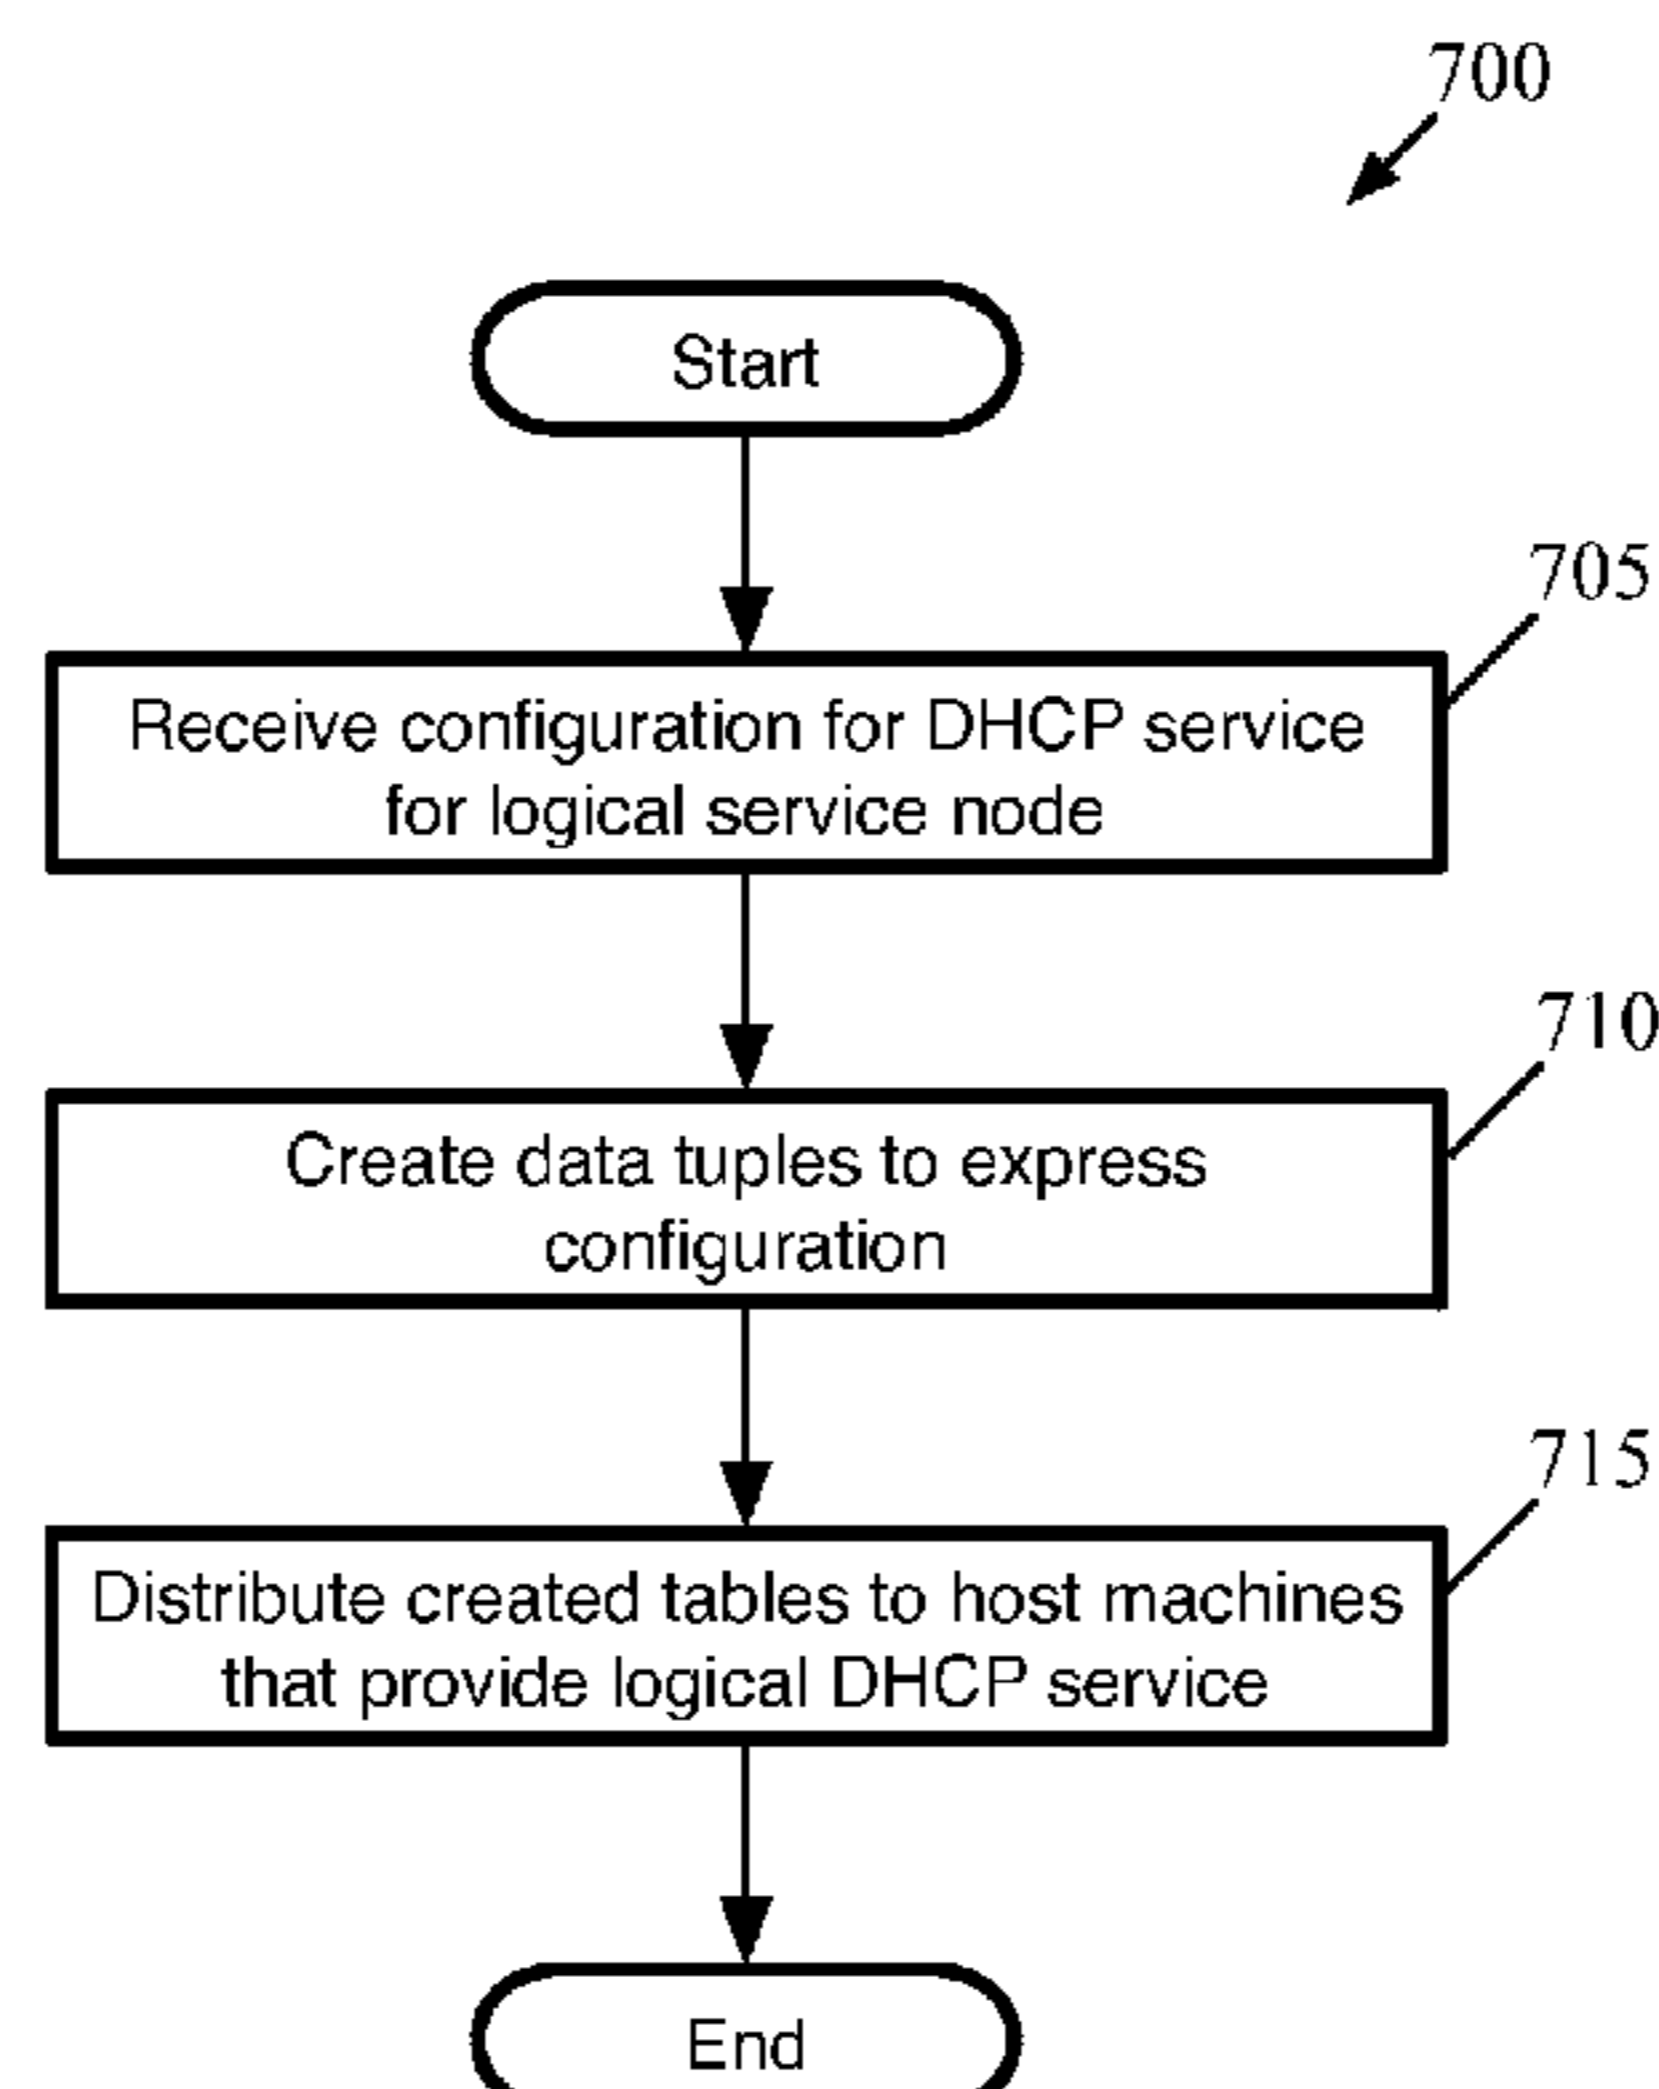 700
Start
705
Receive configuration for DHCP service
for logical service node
710
Create data tuples to express
configuration
715
Distribute created tables to host machines
that provide logical DHCP service
End